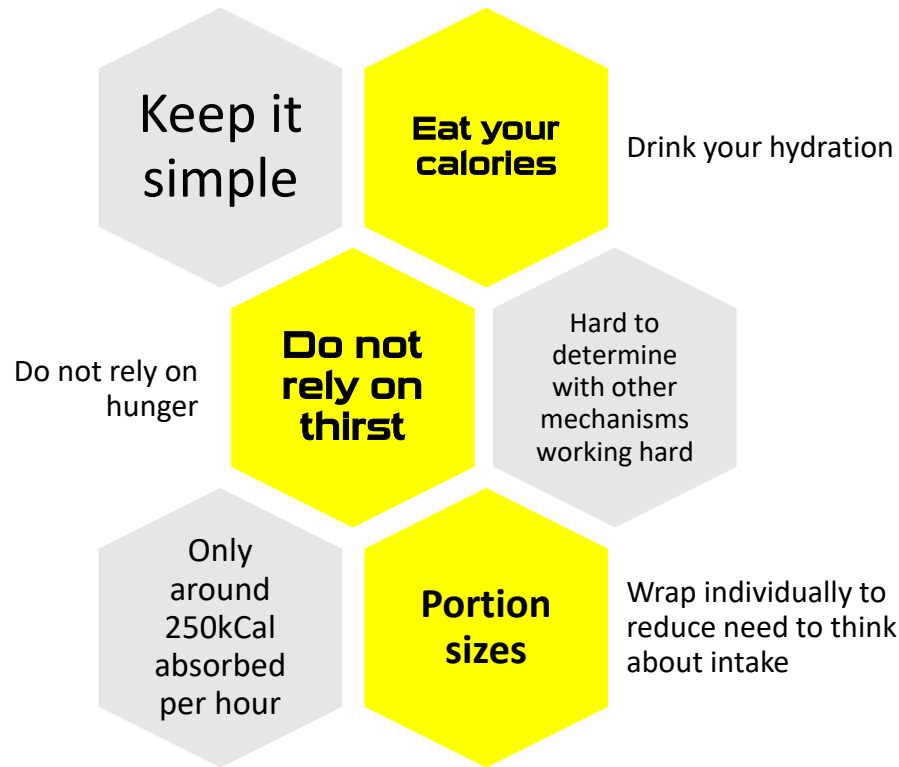 Keep it
simple
Eat your
calories
Drink your hydration
Do not rely on
hunger
Do not
rely on
thirst
Hard to
determine
with other
mechanisms
working hard
Only
around
250kCal
absorbed
per hour
Portion
sizes
Wrap individually to
reduce need to think
about intake